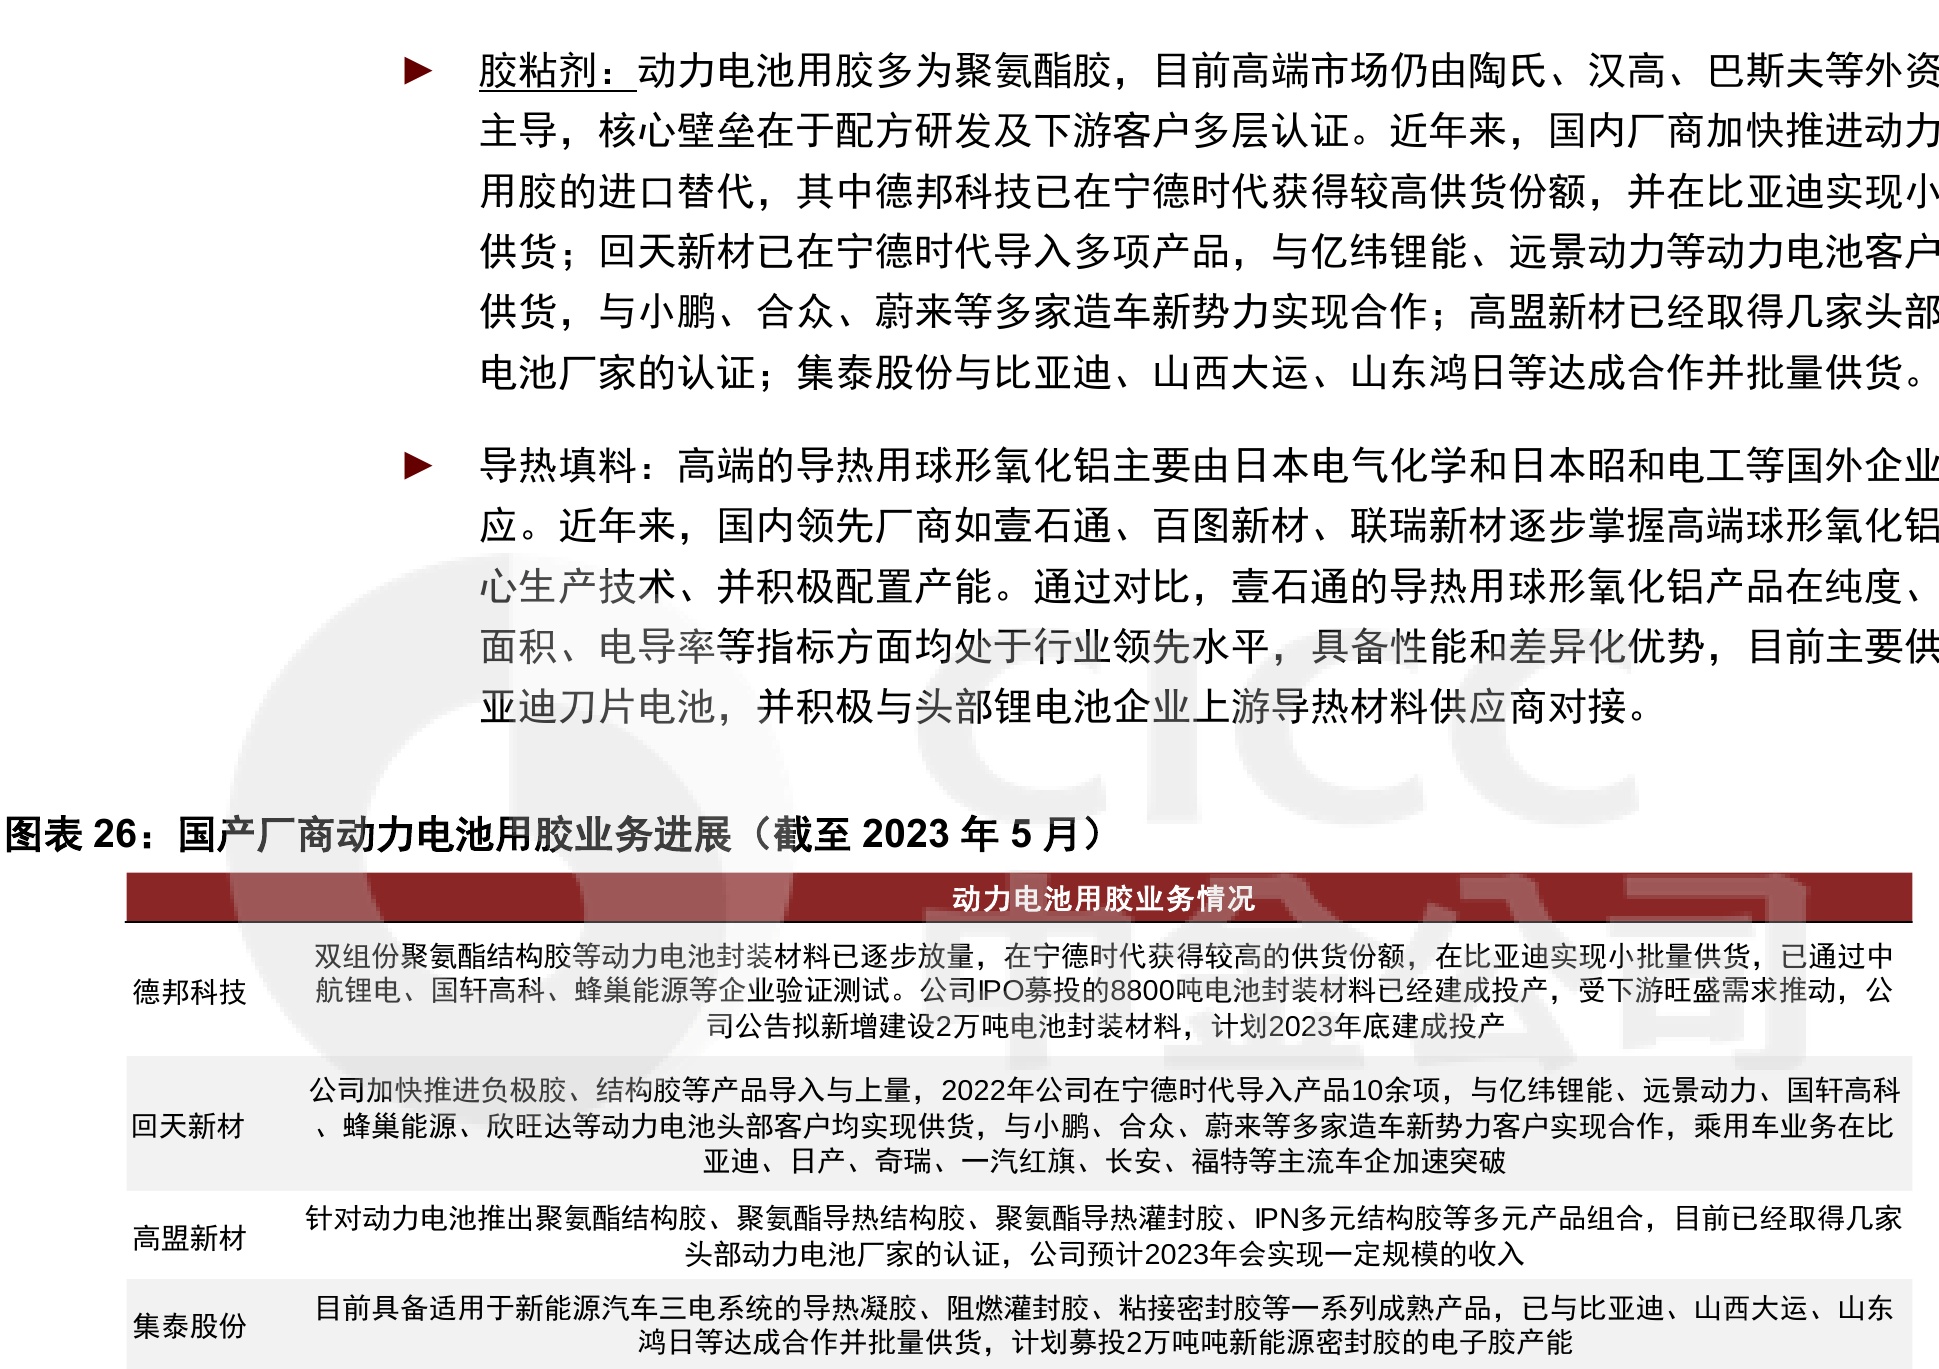 胶粘剂：动力电池用胶多为聚氨酯胶，目前高端市场仍由陶氏、汉高、巴斯夫等外资
主导，核心壁垒在于配方研发及下游客户多层认证。近年来，国内厂商加快推进动力
用胶的进口替代，其中德邦科技已在宁德时代获得较高供货份额，并在比亚迪实现小
供货；回天新材已在宁德时代导入多项产品，与亿纬锂能、远景动力等动力电池客户
供货，与小鹏、合众、蔚来等多家造车新势力实现合作；高盟新材已经取得几家头部
电池厂家的认证；集泰股份与比亚迪、山西大运、山东鸿日等达成合作并批量供货。
导热填料：高端的导热用球形氧化铝主要由日本电气化学和日本昭和电工等国外企业
应。近年来，国内领先厂商如壹石通、百图新材、联瑞新材逐步掌握高端球形氧化铝
心生产技术、并积极配置产能。通过对比，壹石通的导热用球形氧化铝产品在纯度、
面积、电导率等指标方面均处于行业领先水平，具备性能和差异化优势，目前主要供
亚迪刀片电池，并积极与头部锂电池企业上游导热材料供应商对接。
CICC
中金公司
图表 26：国产厂商动力电池用胶业务进展（截至 2023 年 5 月）
动力电池用胶业务情况
德邦科技
双组份聚氨酯结构胶等动力电池封装材料已逐步放量，在宁德时代获得较高的供货份额，在比亚迪实现小批量供货，已通过中
航锂电、国轩高科、蜂巢能源等企业验证测试。公司IPO募投的8800吨电池封装材料已经建成投产，受下游旺盛需求推动，公
司公告拟新增建设2万吨电池封装材料，计划2023年底建成投产
回天新材
公司加快推进负极胶、结构胶等产品导入与上量，2022年公司在宁德时代导入产品10余项，与亿纬锂能、远景动力、国轩高科
、蜂巢能源、欣旺达等动力电池头部客户均实现供货，与小鹏、合众、蔚来等多家造车新势力客户实现合作，乘用车业务在比
亚迪、日产、奇瑞、一汽红旗、长安、福特等主流车企加速突破
高盟新材
针对动力电池推出聚氨酯结构胶、聚氨酯导热结构胶、聚氨酯导热灌封胶、IPN多元结构胶等多元产品组合，目前已经取得几家
头部动力电池厂家的认证，公司预计2023年会实现一定规模的收入
集泰股份
目前具备适用于新能源汽车三电系统的导热凝胶、阻燃灌封胶、粘接密封胶等一系列成熟产品，已与比亚迪、山西大运、山东
鸿日等达成合作并批量供货，计划募投2万吨吨新能源密封胶的电子胶产能